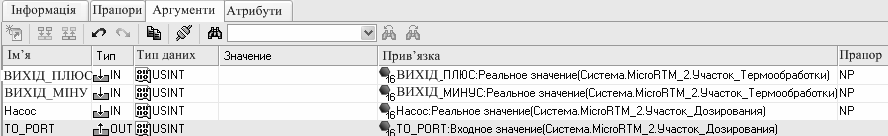 Інформація Прапори Аргументи Атрибути
Ім’я Тип Тип даних Значение Прив’язка Прапор
ВИХІД_ПЛЮС IN USINT ВИХІД_ПЛЮС:Реальное значение(Система.MicroRTM_2.Участок_Термообработки) NP
ВИХІД_МІНУ IN USINT ВИХІД_МИНУС:Реальное значение(Система.MicroRTM_2.Участок_Термообработки) NP
Насос IN USINT Насос:Реальное значение(Система.MicroRTM_2.Участок_Дозирования) NP
TO_PORT OUT USINT TO_PORT:Входное значение(Система.MicroRTM_2.Участок_Дозирования)